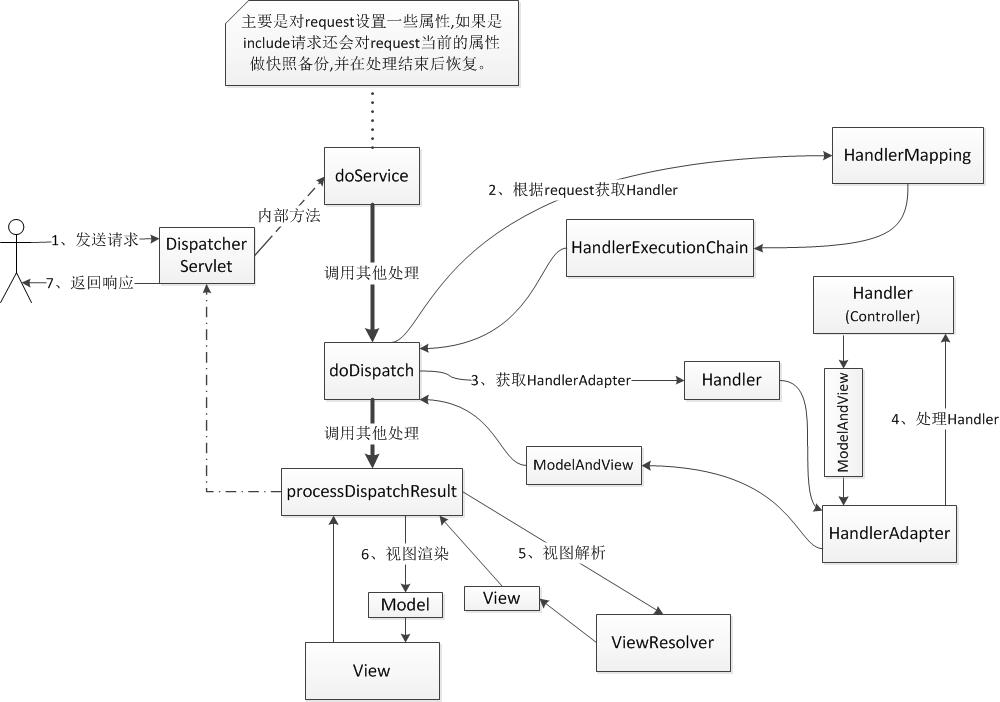 主要是对request设置一些属性,如果是
include请求还会对request当前的属性
做快照备份,并在处理结束后恢复。
HandlerMapping
doService
2、根据request获取Handler
内部方法
1、发送请求
Dispatcher
Servlet
HandlerExecutionChain
调用其他处理
7、返回响应
Handler
(Controller)
doDispatch
3、获取HandlerAdapter
Handler
ModelAndView
4、处理Handler
调用其他处理
ModelAndView
processDispatchResult
HandlerAdapter
6、视图渲染
5、视图解析
Model
View
ViewResolver
View